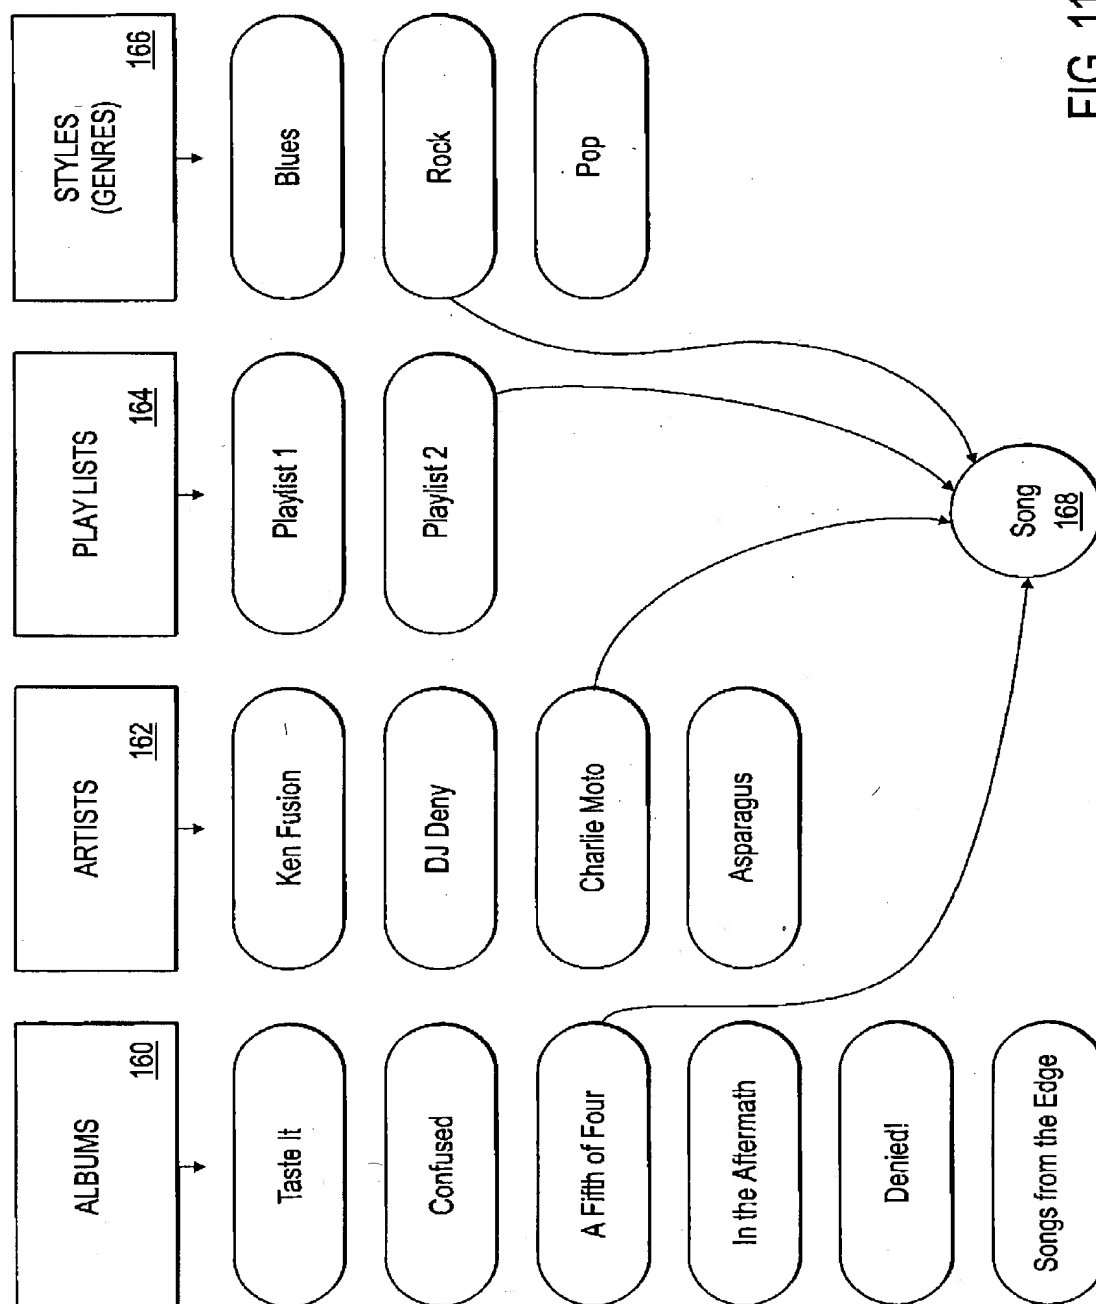 ALBUMS
160
Taste It
Confused
A Fifth of Four
In the Aftermath
Denied!
Songs from the Edge
ARTISTS
162
Ken Fusion
DJ Deny
Charlie Moto
Asparagus
PLAYLISTS
164
Playlist 1
Playlist 2
STYLES
(GENRES)
166
Blues
Rock
Pop
Song
168
FIG. 11